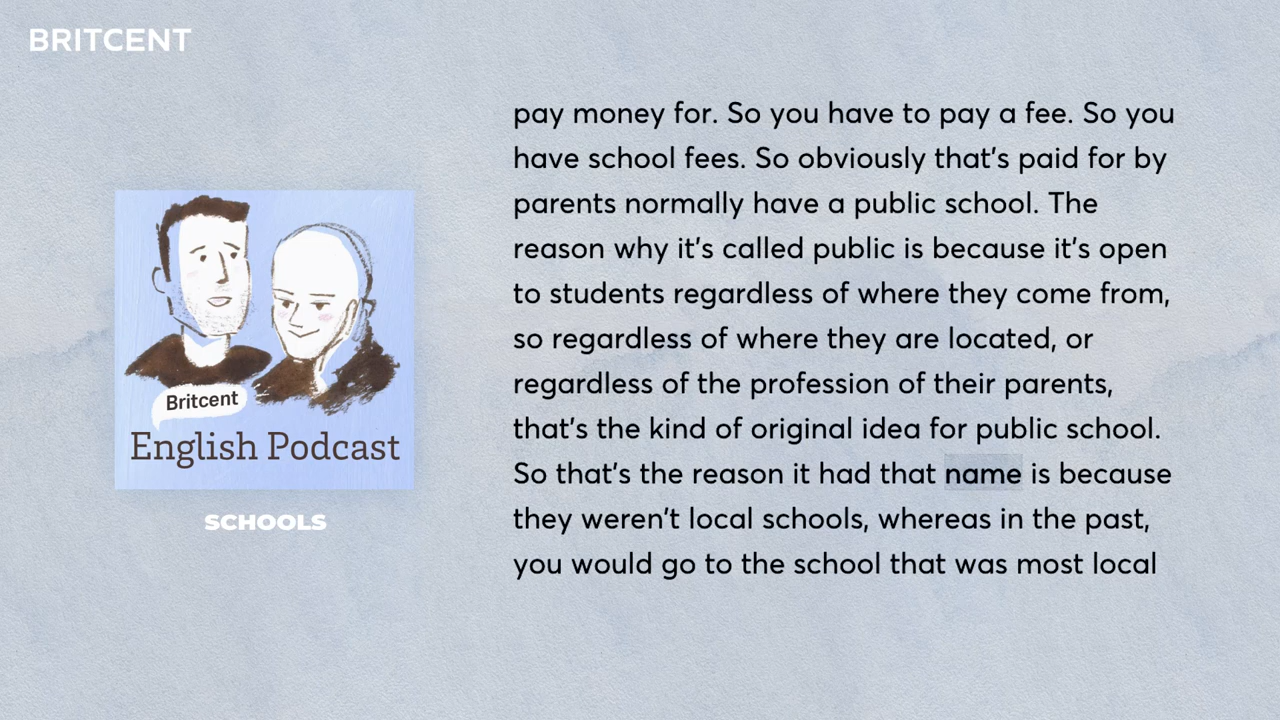 BRITCENT
Britcent
English Podcast
SCHOOLS
pay money for. So you have to pay a fee. So you
have school fees. So obviously that's paid for by
parents normally have a public school. The
reason why it's called public is because it's open
to students regardless of where they come from,
so regardless of where they are located, or
regardless of the profession of their parents,
that's the kind of original idea for public school.
So that's the reason it had that name is because
they weren't local schools, whereas in the past,
you would go to the school that was most local